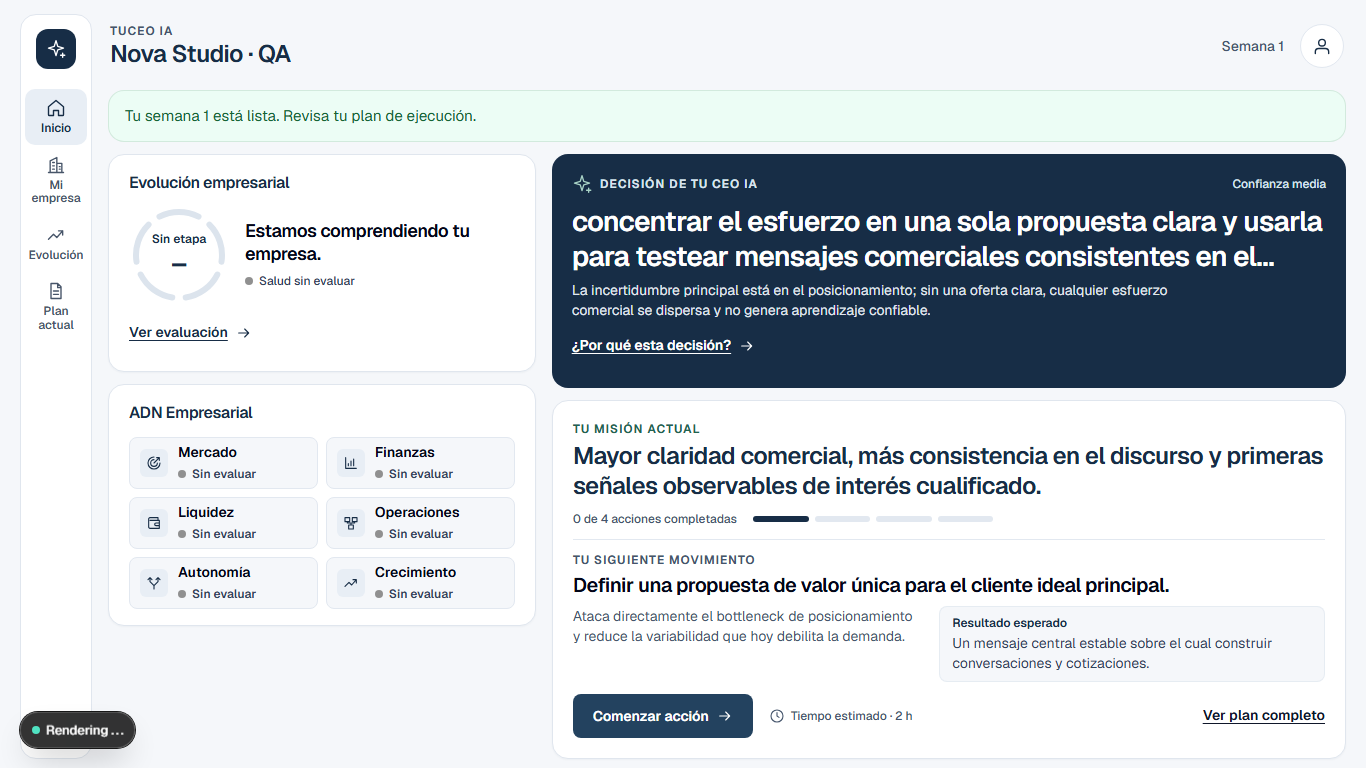 TUCEO IA
Nova Studio · QA
Semana 1
Inicio
Mi
empresa
Evolución
Plan
actual
Tu semana 1 está lista. Revisa tu plan de ejecución.
Evolución empresarial
Sin etapa
–
Estamos comprendiendo tu
empresa.
Salud sin evaluar
Ver evaluación →
ADN Empresarial
Mercado
Sin evaluar
Finanzas
Sin evaluar
Liquidez
Sin evaluar
Operaciones
Sin evaluar
Autonomía
Sin evaluar
Crecimiento
Sin evaluar
DECISIÓN DE TU CEO IA
Confianza media
concentrar el esfuerzo en una sola propuesta clara y usarla
para testear mensajes comerciales consistentes en el...
La incertidumbre principal está en el posicionamiento; sin una oferta clara, cualquier esfuerzo
comercial se dispersa y no genera aprendizaje confiable.
¿Por qué esta decisión? →
TU MISIÓN ACTUAL
Mayor claridad comercial, más consistencia en el discurso y primeras
señales observables de interés cualificado.
0 de 4 acciones completadas
TU SIGUIENTE MOVIMIENTO
Definir una propuesta de valor única para el cliente ideal principal.
Ataca directamente el bottleneck de posicionamiento
y reduce la variabilidad que hoy debilita la demanda.
Resultado esperado
Un mensaje central estable sobre el cual construir
conversaciones y cotizaciones.
Comenzar acción →
Tiempo estimado · 2 h
Ver plan completo
Rendering ...